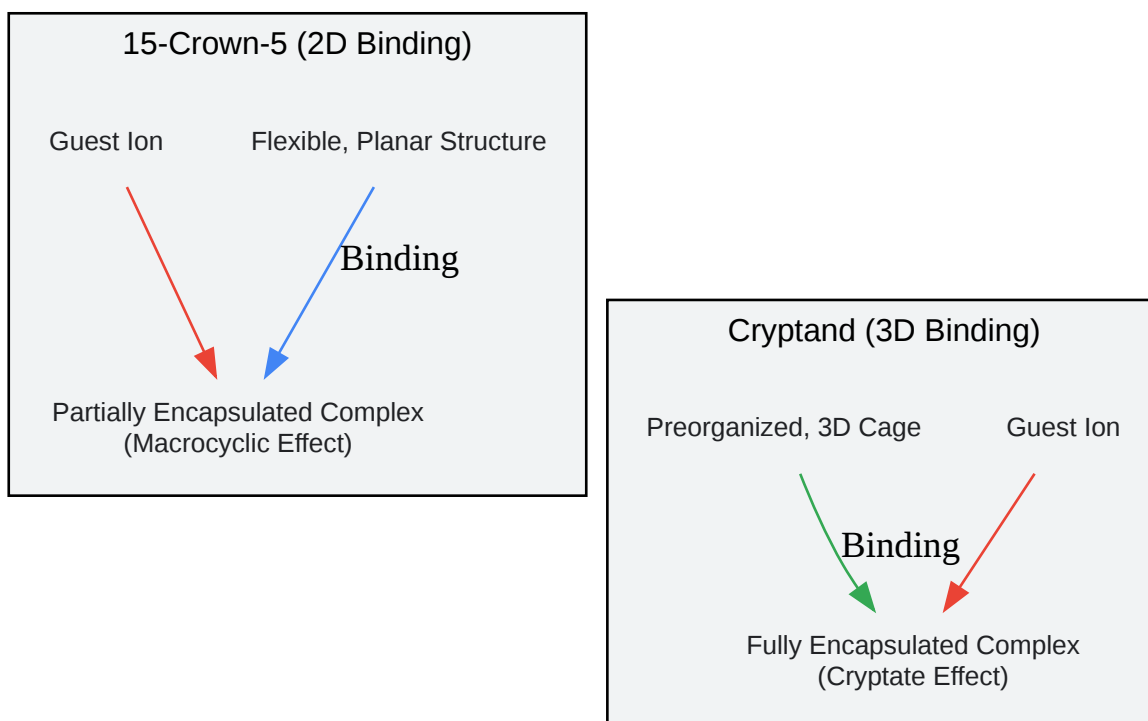 15-Crown-5 (2D Binding)
Guest Ion
Flexible, Planar Structure
Binding
Partially Encapsulated Complex
(Macrocyclic Effect)
Cryptand (3D Binding)
Preorganized, 3D Cage
Guest Ion
Binding
Fully Encapsulated Complex
(Cryptate Effect)